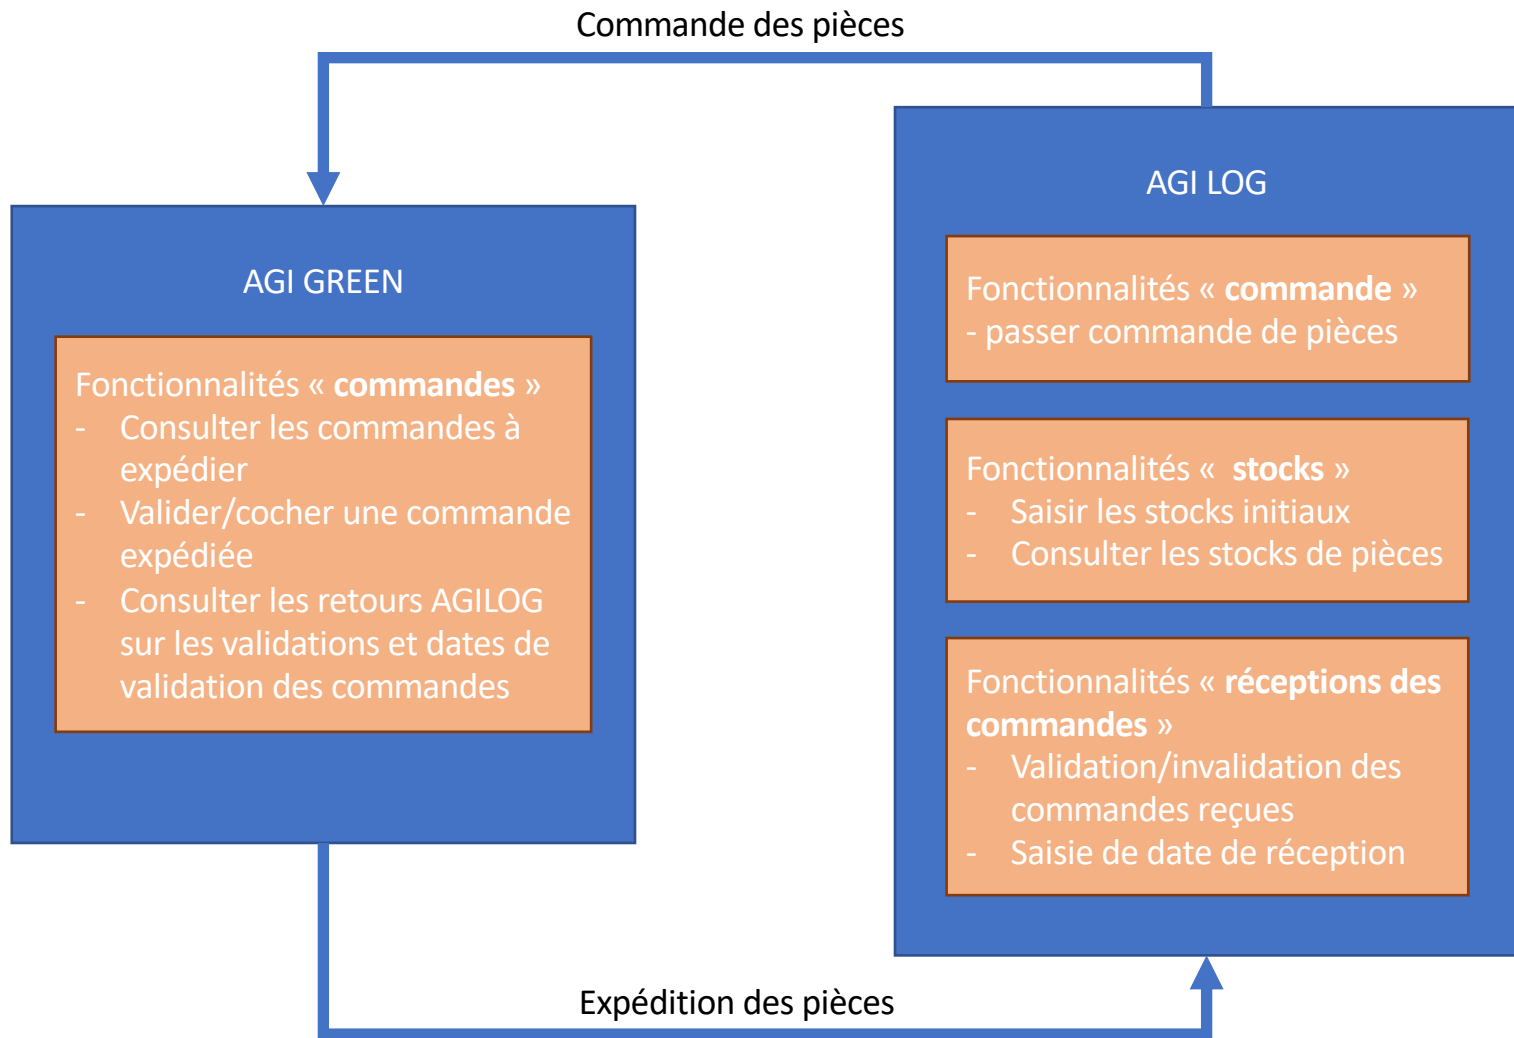 Commande des pièces
AGI GREEN
Fonctionnalités « commandes »
- Consulter les commandes à
expédier
- Valider/cocher une commande
expédiée
- Consulter les retours AGILOG
sur les validations et dates de
validation des commandes
AGI LOG
Fonctionnalités « commande »
- passer commande de pièces
Fonctionnalités «  stocks »
- Saisir les stocks initiaux
- Consulter les stocks de pièces
Fonctionnalités « réceptions des
commandes »
- Validation/invalidation des
commandes reçues
- Saisie de date de réception
Expédition des pièces